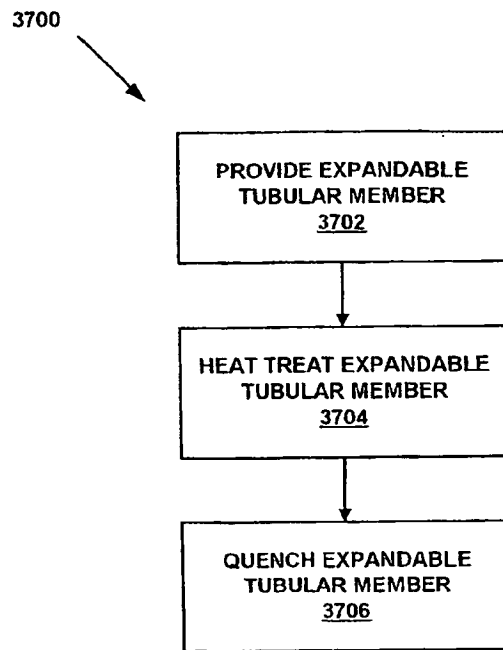 3700
PROVIDE EXPANDABLE
TUBULAR MEMBER
3702
HEAT TREAT EXPANDABLE
TUBULAR MEMBER
3704
QUENCH EXPANDABLE
TUBULAR MEMBER
3706